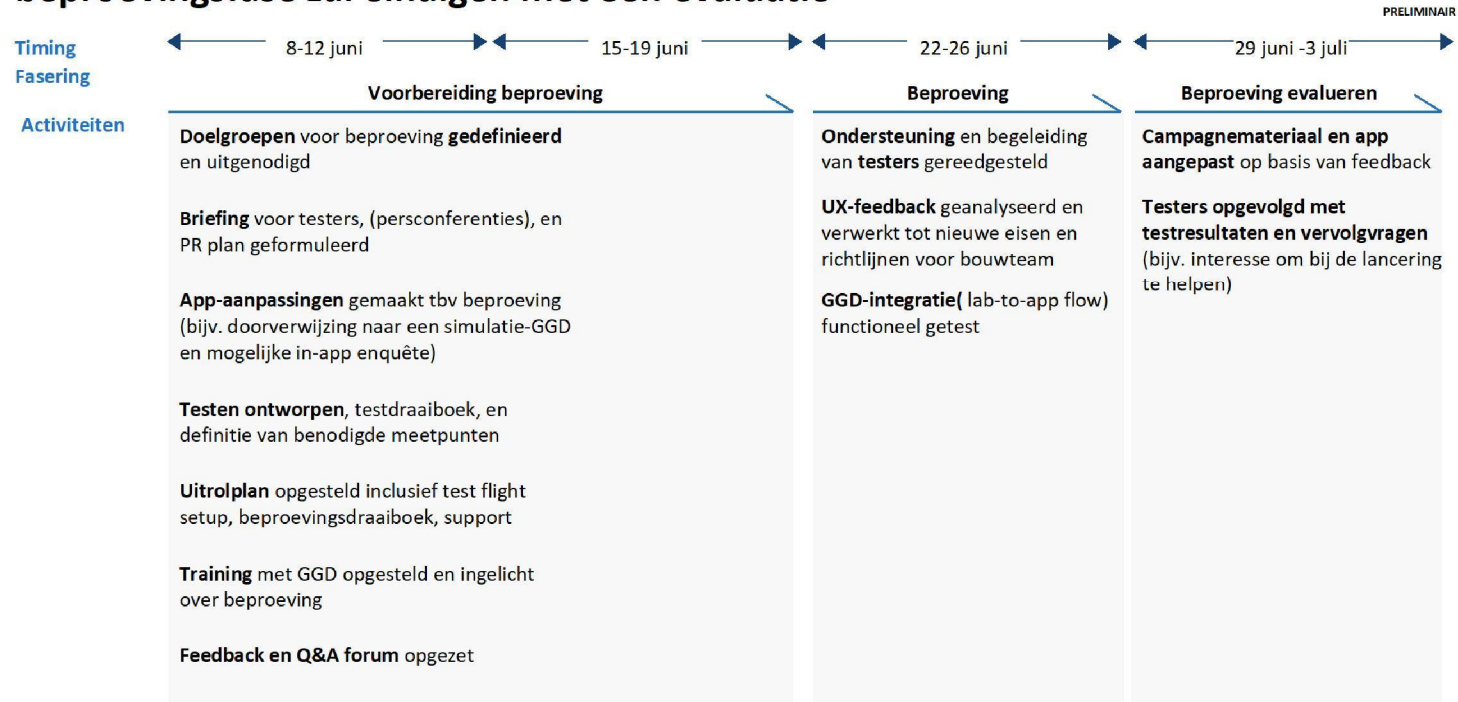 beproevingsfase zal eindigen met een evaluatie
PRELIMINAIR
Timing
8-12 juni
15-19 juni
22-26 juni
29 juni -3 juli
Fasering
Voorbereiding beproeving
Beproeving
Beproeving evalueren
Activiteiten
Doelgroepen voor beproeving gedefinieerd
en uitgenodigd
Briefing voor testers, (persconferenties), en
PR plan geformuleerd
App-aanpassingen gemaakt tbv beproeving
(bijv. doorverwijzing naar een simulatie-GGD
en mogelijke in-app enquête)
Testen ontworpen, testdraaiboek, en
definitie van benodigde meetpunten
Uitrolplan opgesteld inclusief test flight
setup, beproevingsdraaiboek, support
Training met GGD opgesteld en ingelicht
over beproeving
Feedback en Q&A forum opgezet
Ondersteuning en begeleiding
van testers gereedgesteld
UX-feedback geanalyseerd en
verwerkt tot nieuwe eisen en
richtlijnen voor bouwteam
GGD-integratie( lab-to-app flow)
functioneel getest
Campagnemateriaal en app
aangepast op basis van feedback
Testers opgevolgd met
testresultaten en vervolgvragen
(bijv. interesse om bij de lancering
te helpen)